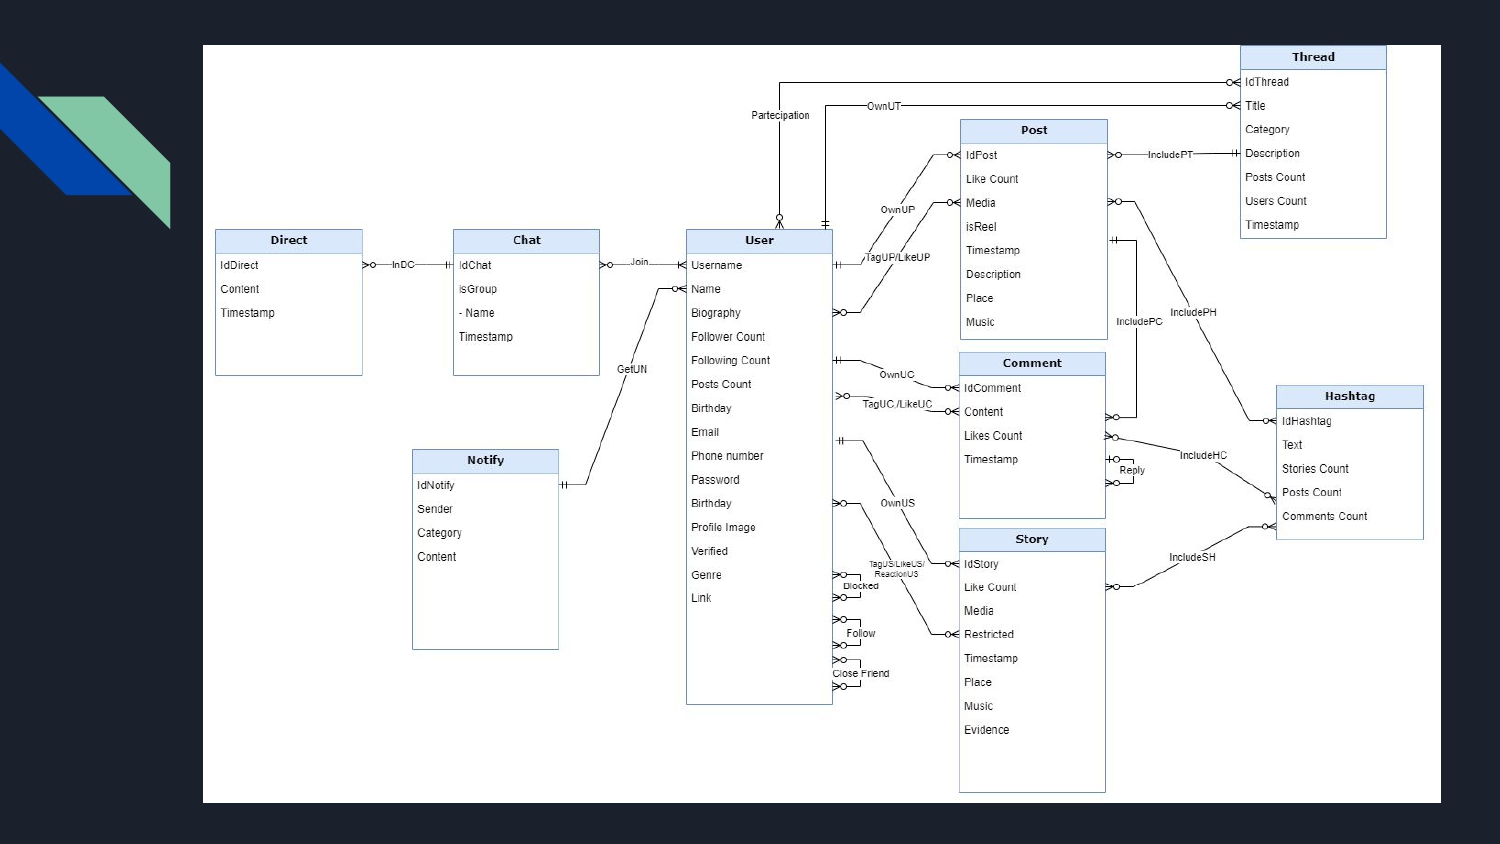 Thread
IdThread
Title
Category
Description
Posts Count
Users Count
Timestamp
Partecipation
OwnUT
Post
IdPost
Like Count
Media
isReel
Timestamp
Description
Place
Music
IncludePT
OwnUP
TagUP/LikeUP
IncludePC
IncludePH
Direct
IdDirect
Content
Timestamp
InDC
Chat
IdChat
isGroup
- Name
Timestamp
Join
User
Username
Name
Biography
Follower Count
Following Count
Posts Count
Birthday
Email
Phone number
Password
Birthday
Profile Image
Verified
Genre
Link
GetUN
Notify
IdNotify
Sender
Category
Content
OwnUC
TagUC,/LikeUC
Comment
IdComment
Content
Likes Count
Timestamp
Reply
IncludeHC
Hashtag
IdHashtag
Text
Stories Count
Posts Count
Comments Count
OwnUS
TagUS/LikeUS/
ReactionUS
Blocked
Follow
Close Friend
Story
IdStory
Like Count
Media
Restricted
Timestamp
Place
Music
Evidence
IncludeSH